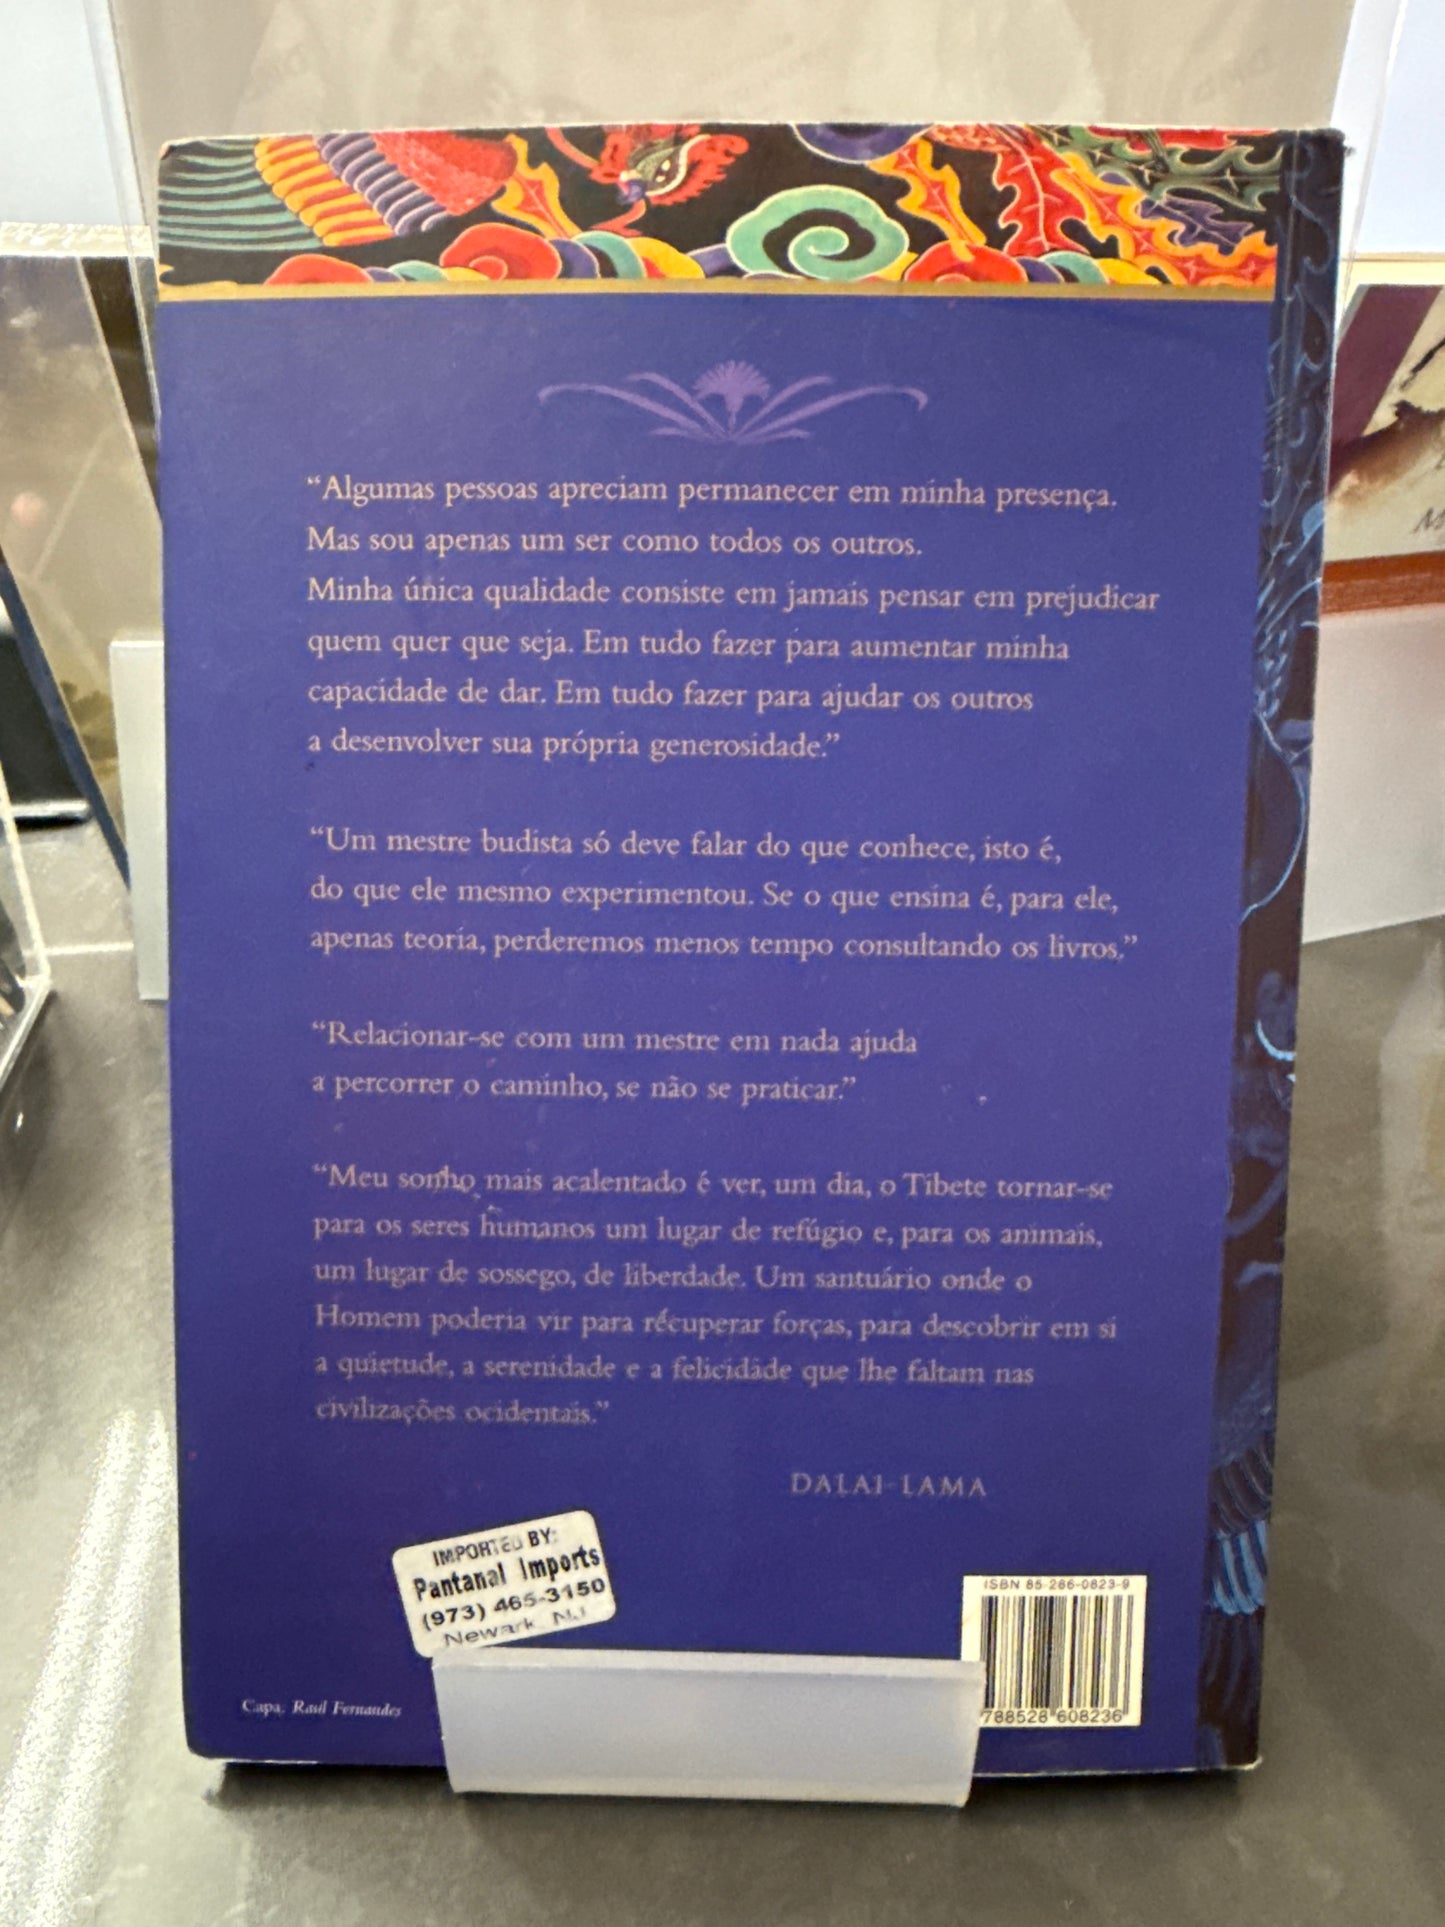 “Algumas pessoas apreciam permanecer em minha presença.
Mas sou apenas um ser como todos os outros.
Minha única qualidade consiste em jamais pensar em prejudicar
quem quer que seja. Em tudo fazer para aumentar minha
capacidade de dar. Em tudo fazer para ajudar os outros
a desenvolver sua própria generosidade.”
“Um mestre budista só deve falar do que conhece, isto é,
do que ele mesmo experimentou. Se o que ensina é, para ele,
apenas teoria, perderemos menos tempo consultando os livros.”
“Relacionar-se com um mestre em nada ajuda
a percorrer o caminho, se não se praticar.”
“Meu sonho mais acalentado é ver, um dia, o Tibete tornar-se
para os seres humanos um lugar de refúgio e, para os animais,
um lugar de sossego, de liberdade. Um santuário onde o
Homem poderia vir para recuperar forças, para descobrir em si
a quietude, a serenidade e a felicidade que lhe faltam nas
civilizações ocidentais.”
DALAI-LAMA
IMPORTED BY:
Pantanal Imports
(973) 465-3150
Newark, NJ
ISBN 85-286-0823-9
788528 608236
Capa: Raul Fernandes